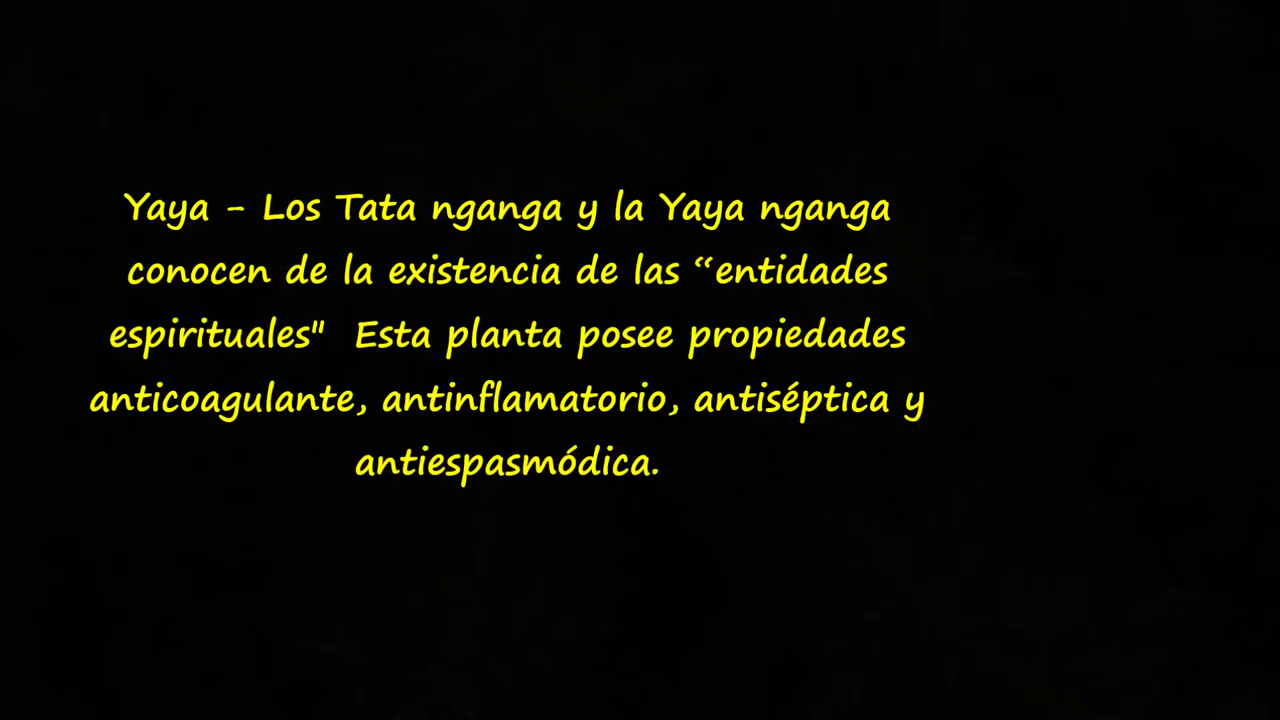 Yaya - Los Tata nganga y la Yaya nganga
conocen de la existencia de las “entidades
espirituales"  Esta planta posee propiedades
anticoagulante, antinflamatorio, antiséptica y
antiespasmódica.